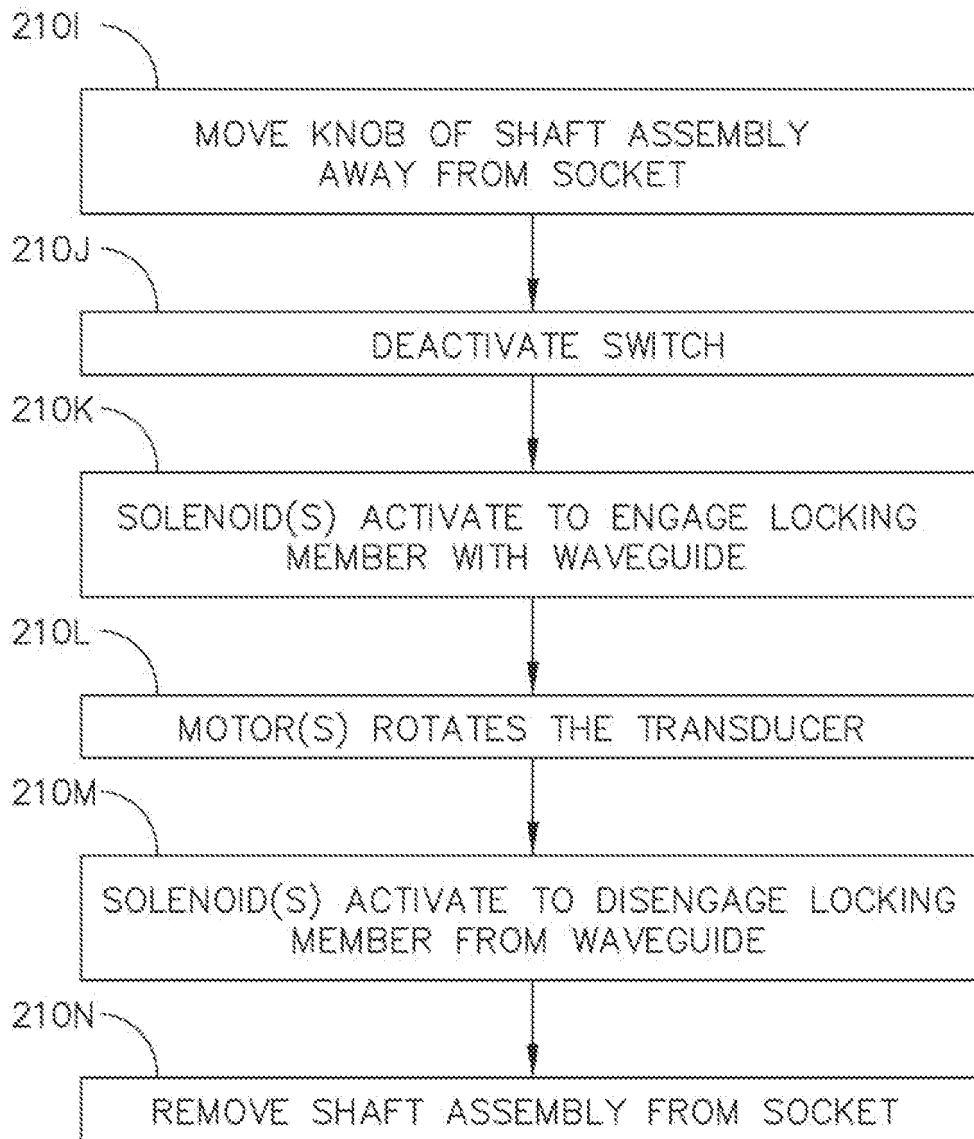 210I
MOVE KNOB OF SHAFT ASSEMBLY
AWAY FROM SOCKET
210J
DEACTIVATE SWITCH
210K
SOLENOID(S) ACTIVATE TO ENGAGE LOCKING
MEMBER WITH WAVEGUIDE
210L
MOTOR(S) ROTATES THE TRANSDUCER
210M
SOLENOID(S) ACTIVATE TO DISENGAGE LOCKING
MEMBER FROM WAVEGUIDE
210N
REMOVE SHAFT ASSEMBLY FROM SOCKET